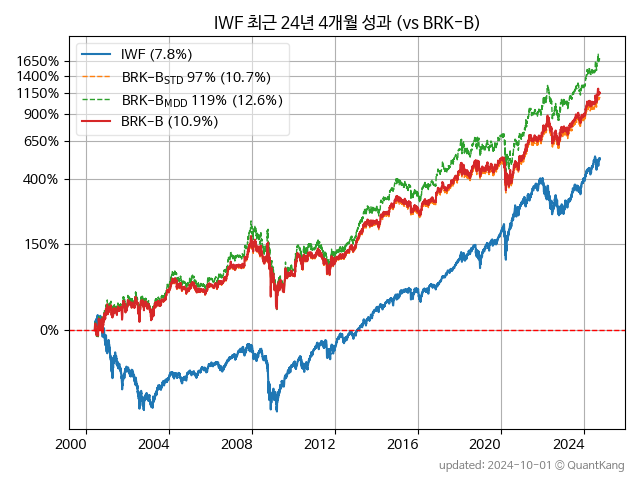 IWF 최근 24년 4개월 성과 (vs BRK-B)
IWF (7.8%)
BRK-B_STD 97% (10.7%)
BRK-B_MDD 119% (12.6%)
BRK-B (10.9%)
1650%
1400%
1150%
900%
650%
400%
150%
0%
2000 2004 2008 2012 2016 2020 2024
updated: 2024-10-01 © QuantKang